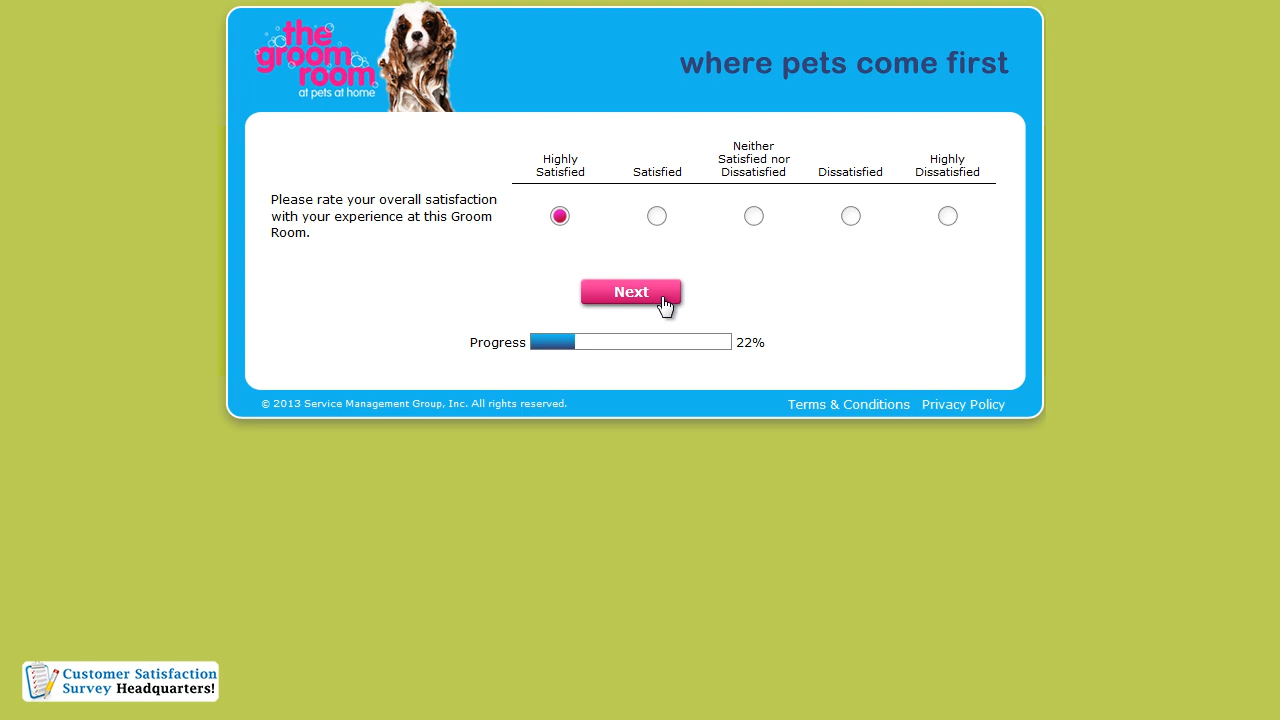 the
groom
room
at pets at home
where pets come first
Highly
Satisfied
Satisfied
Neither
Satisfied nor
Dissatisfied
Dissatisfied
Highly
Dissatisfied
Please rate your overall satisfaction
with your experience at this Groom
Room.
Next
Progress 22%
© 2013 Service Management Group, Inc. All rights reserved.
Terms & Conditions Privacy Policy
Customer Satisfaction
Survey Headquarters!